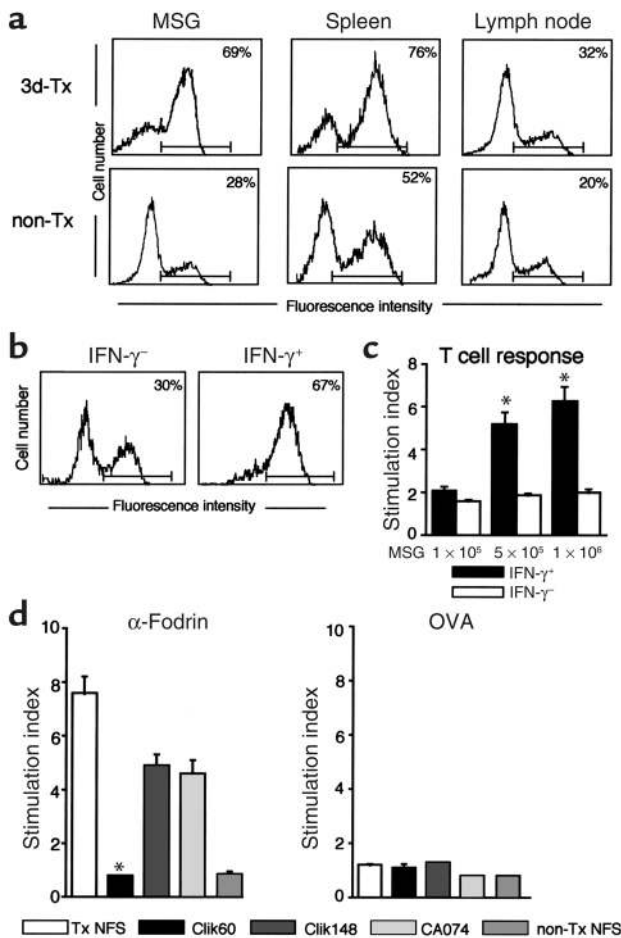 a
MSG Spleen Lymph node
3d-Tx
69% 76% 32%
non-Tx
28% 52% 20%
Cell number
Fluorescence intensity
b
IFN-γ⁻ IFN-γ⁺
30% 67%
Cell number
Fluorescence intensity
c
T cell response
Stimulation index
8
6
4
2
0
* *
MSG 1 × 10⁵ 5 × 10⁵ 1 × 10⁶
IFN-γ⁺
IFN-γ⁻
d
α-Fodrin OVA
Stimulation index
10
8
4
2
0
*
Stimulation index
10
8
6
4
2
0
Tx NFS Clik60 Clik148 CA074 non-Tx NFS